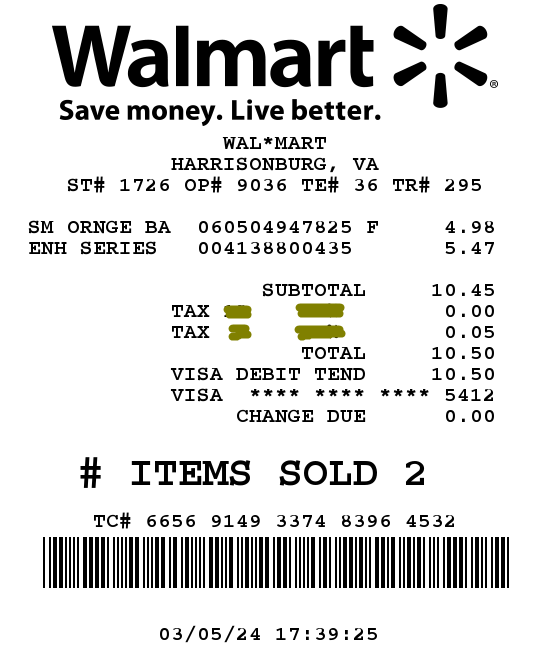 Walmart
®
Save money. Live better.
WAL*MART
HARRISONBURG, VA
ST# 1726 OP# 9036 TE# 36 TR# 295
SM ORNGE BA 060504947825 F 4.98
ENH SERIES 004138800435 5.47
SUBTOTAL 10.45
TAX 0.00
TAX 0.05
TOTAL 10.50
VISA DEBIT TEND 10.50
VISA **** **** **** 5412
CHANGE DUE 0.00
# ITEMS SOLD 2
TC# 6656 9149 3374 8396 4532
03/05/24 17:39:25